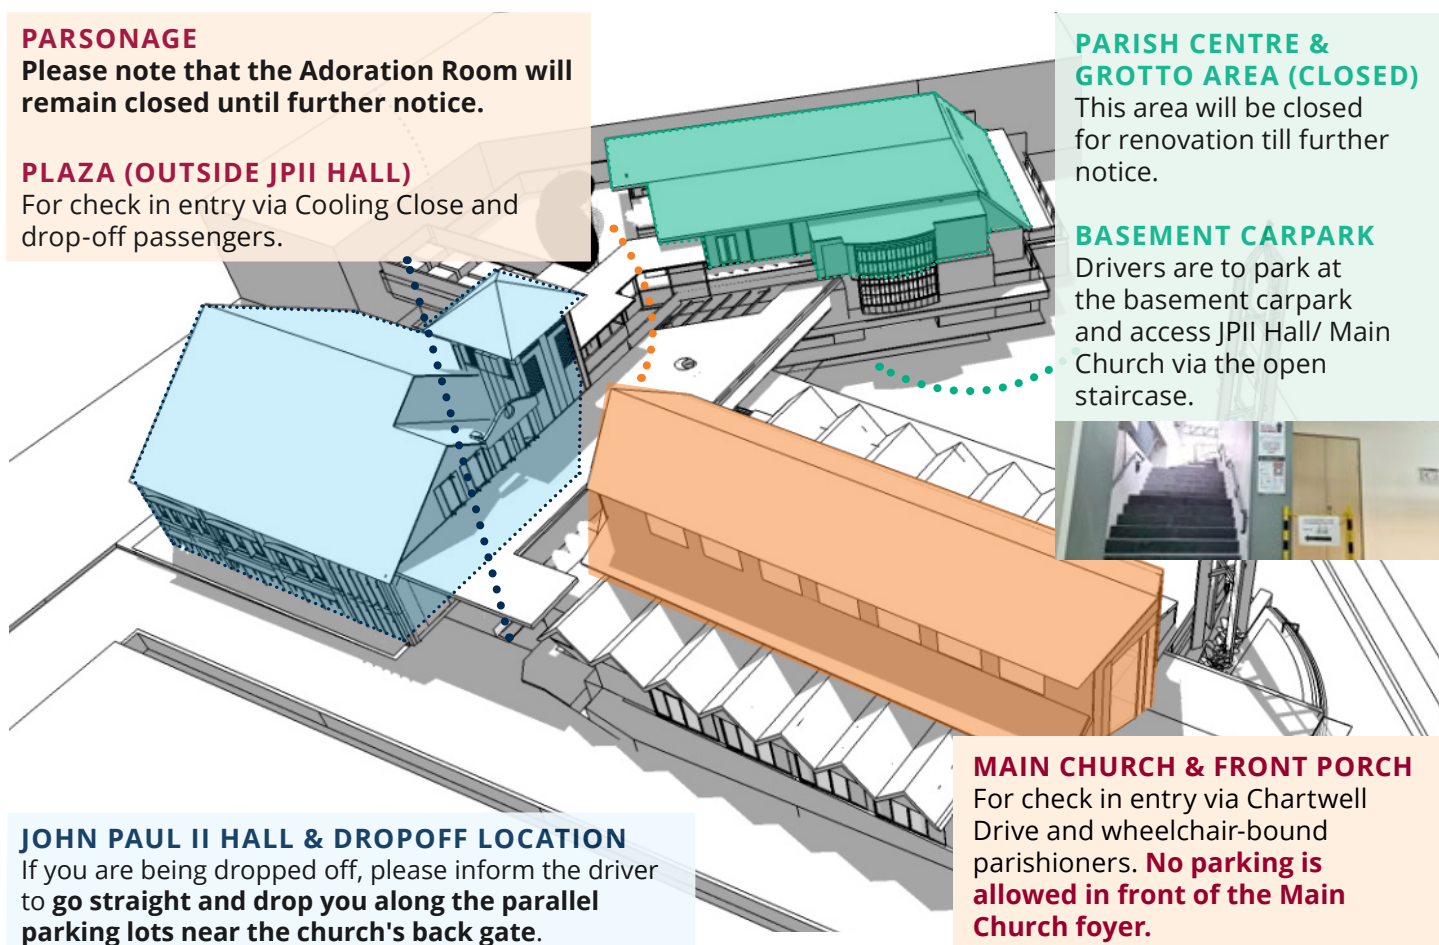 PARSONAGE
Please note that the Adoration Room will
remain closed until further notice.
PLAZA (OUTSIDE JPII HALL)
For check in entry via Cooling Close and
drop-off passengers.
PARISH CENTRE &
GROTTO AREA (CLOSED)
This area will be closed
for renovation till further
notice.
BASEMENT CARPARK
Drivers are to park at
the basement carpark
and access JPII Hall/ Main
Church via the open
staircase.
JOHN PAUL II HALL & DROPOFF LOCATION
If you are being dropped off, please inform the driver
to go straight and drop you along the parallel
parking lots near the church's back gate.
MAIN CHURCH & FRONT PORCH
For check in entry via Chartwell
Drive and wheelchair-bound
parishioners. No parking is
allowed in front of the Main
Church foyer.